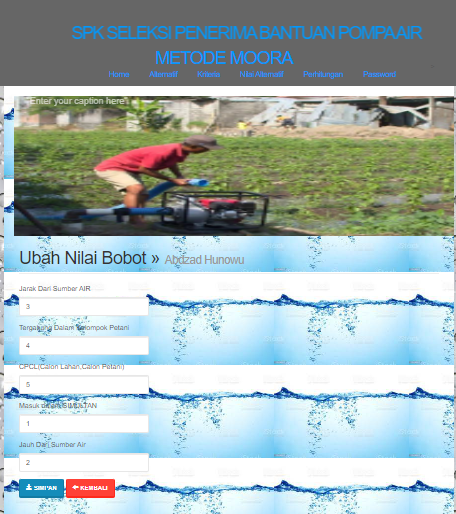 SPK SELEKSI PENERIMA BANTUAN POMPA AIR
METODE MOORA
Home Alternatif Kriteria Nilai Alternatif Perhitungan Password
Enter your caption here1
Ubah Nilai Bobot » Abdzad Hunowu
Jarak Dari Sumber AIR
3
Tergabung Dalam Kelompok Petani
4
CPCL(Calon Lahan,Calon Petani)
5
Masuk dalam SIMULTAN
1
Jauh Dari Sumber Air
2
SIMPAN KEMBALI